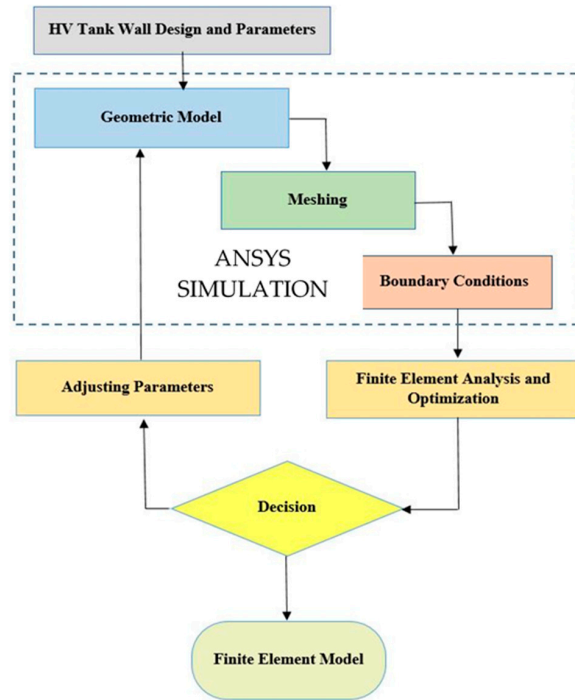 HV Tank Wall Design and Parameters
Geometric Model
Meshing
ANSYS
SIMULATION
Boundary Conditions
Adjusting Parameters
Finite Element Analysis and
Optimization
Decision
Finite Element Model